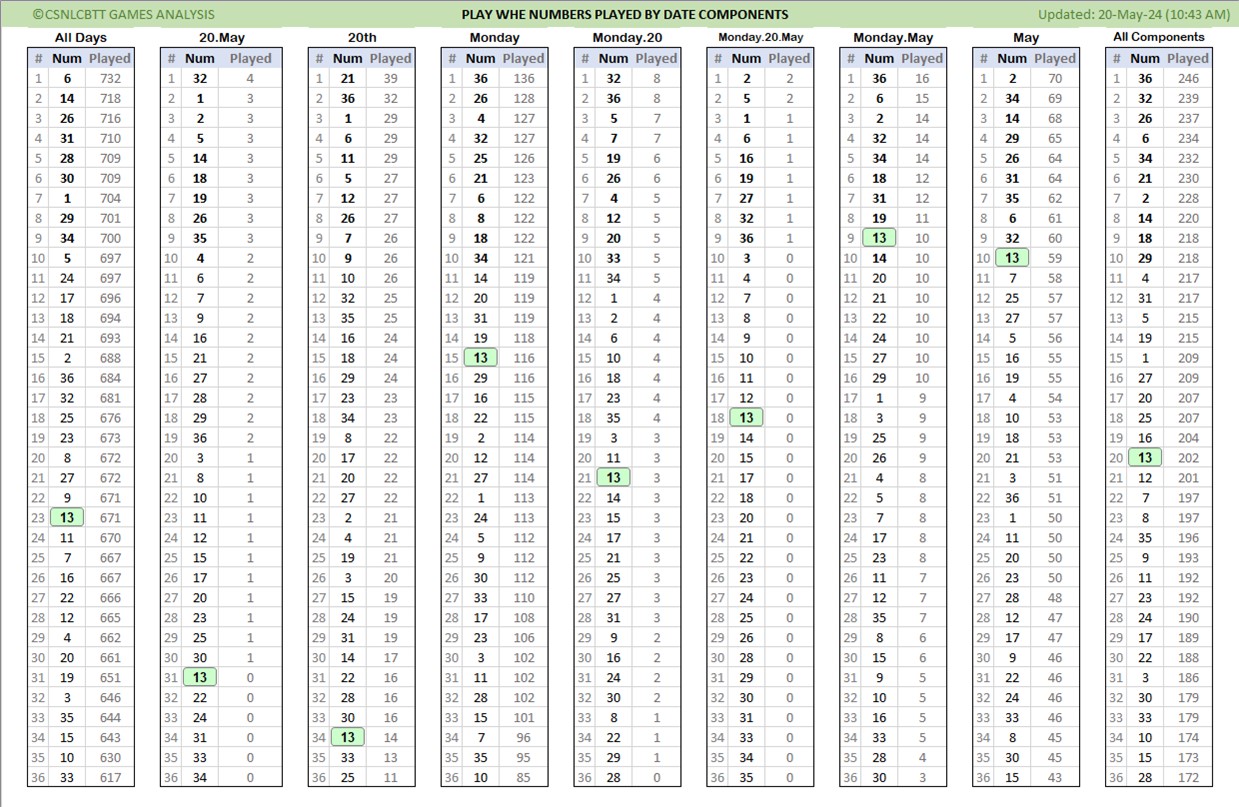 ©CSNLCBTT GAMES ANALYSIS PLAY WHE NUMBERS PLAYED BY DATE COMPONENTS Updated: 20-May-24 (10:43 AM)
All Days 20.May 20th Monday Monday.20 Monday.20.May Monday.May May All Components
# Num Played # Num Played # Num Played # Num Played # Num Played # Num Played # Num Played # Num Played # Num Played
1 6 732 1 32 4 1 21 39 1 36 136 1 32 8 1 2 2 1 36 16 1 2 70 1 36 246
2 14 718 2 1 3 2 36 32 2 26 128 2 36 8 2 5 2 2 6 15 2 34 69 2 32 239
3 26 716 3 2 3 3 1 29 3 4 127 3 5 7 3 1 1 3 2 14 3 14 68 3 26 237
4 31 710 4 5 3 4 6 29 4 32 127 4 7 7 4 6 1 4 32 14 4 29 65 4 6 234
5 28 709 5 14 3 5 11 29 5 25 126 5 19 6 5 16 1 5 34 14 5 26 64 5 34 232
6 30 709 6 18 3 6 5 27 6 21 123 6 26 6 6 19 1 6 18 12 6 31 64 6 21 230
7 1 704 7 19 3 7 12 27 7 6 122 7 4 5 7 27 1 7 31 12 7 35 62 7 2 228
8 29 701 8 26 3 8 26 27 8 8 122 8 12 5 8 32 1 8 19 11 8 6 61 8 14 220
9 34 700 9 35 3 9 7 26 9 18 122 9 20 5 9 36 1 9 13 10 9 32 60 9 18 218
10 5 697 10 4 2 10 9 26 10 34 121 10 33 5 10 3 0 10 14 10 10 13 59 10 29 218
11 24 697 11 6 2 11 10 26 11 14 119 11 34 5 11 4 0 11 20 10 11 7 58 11 4 217
12 17 696 12 7 2 12 32 25 12 20 119 12 1 4 12 7 0 12 21 10 12 25 57 12 31 217
13 18 694 13 9 2 13 35 25 13 31 119 13 2 4 13 8 0 13 22 10 13 27 57 13 5 215
14 21 693 14 16 2 14 16 24 14 19 118 14 6 4 14 9 0 14 24 10 14 5 56 14 19 215
15 2 688 15 21 2 15 18 24 15 13 116 15 10 4 15 10 0 15 27 10 15 16 55 15 1 209
16 36 684 16 27 2 16 29 24 16 29 116 16 18 4 16 11 0 16 29 10 16 19 55 16 27 209
17 32 681 17 28 2 17 23 23 17 16 115 17 23 4 17 12 0 17 1 9 17 4 54 17 20 207
18 25 676 18 29 2 18 34 23 18 22 115 18 35 4 18 13 0 18 3 9 18 10 53 18 25 207
19 23 673 19 36 2 19 8 22 19 2 114 19 3 3 19 14 0 19 25 9 19 18 53 19 16 204
20 8 672 20 3 1 20 17 22 20 12 114 20 11 3 20 15 0 20 26 9 20 21 53 20 13 202
21 27 672 21 8 1 21 20 22 21 27 114 21 13 3 21 17 0 21 4 8 21 3 51 21 12 201
22 9 671 22 10 1 22 27 22 22 1 113 22 14 3 22 18 0 22 5 8 22 36 51 22 7 197
23 13 671 23 11 1 23 2 21 23 24 113 23 15 3 23 20 0 23 7 8 23 1 50 23 8 197
24 11 670 24 12 1 24 4 21 24 5 112 24 17 3 24 21 0 24 17 8 24 11 50 24 35 196
25 7 667 25 15 1 25 19 21 25 9 112 25 21 3 25 22 0 25 23 8 25 20 50 25 9 193
26 16 667 26 17 1 26 3 20 26 30 112 26 25 3 26 23 0 26 11 7 26 23 50 26 11 192
27 22 666 27 20 1 27 15 19 27 33 110 27 27 3 27 24 0 27 12 7 27 28 48 27 23 192
28 12 665 28 23 1 28 24 19 28 17 108 28 31 3 28 25 0 28 35 7 28 12 47 28 24 190
29 4 662 29 25 1 29 31 19 29 23 106 29 9 2 29 26 0 29 8 6 29 17 47 29 17 189
30 20 661 30 30 1 30 14 17 30 3 102 30 16 2 30 28 0 30 15 6 30 9 46 30 22 188
31 19 651 31 13 0 31 22 16 31 11 102 31 24 2 31 29 0 31 9 5 31 22 46 31 3 186
32 3 646 32 22 0 32 28 16 32 28 102 32 30 2 32 30 0 32 10 5 32 24 46 32 30 179
33 35 644 33 24 0 33 30 16 33 15 101 33 8 1 33 31 0 33 16 5 33 33 46 33 33 179
34 15 643 34 31 0 34 13 14 34 7 96 34 22 1 34 33 0 34 33 5 34 8 45 34 10 174
35 10 630 35 33 0 35 33 13 35 35 95 35 29 1 35 34 0 35 28 4 35 30 45 35 15 173
36 33 617 36 34 0 36 25 11 36 10 85 36 28 0 36 35 0 36 30 3 36 15 43 36 28 172